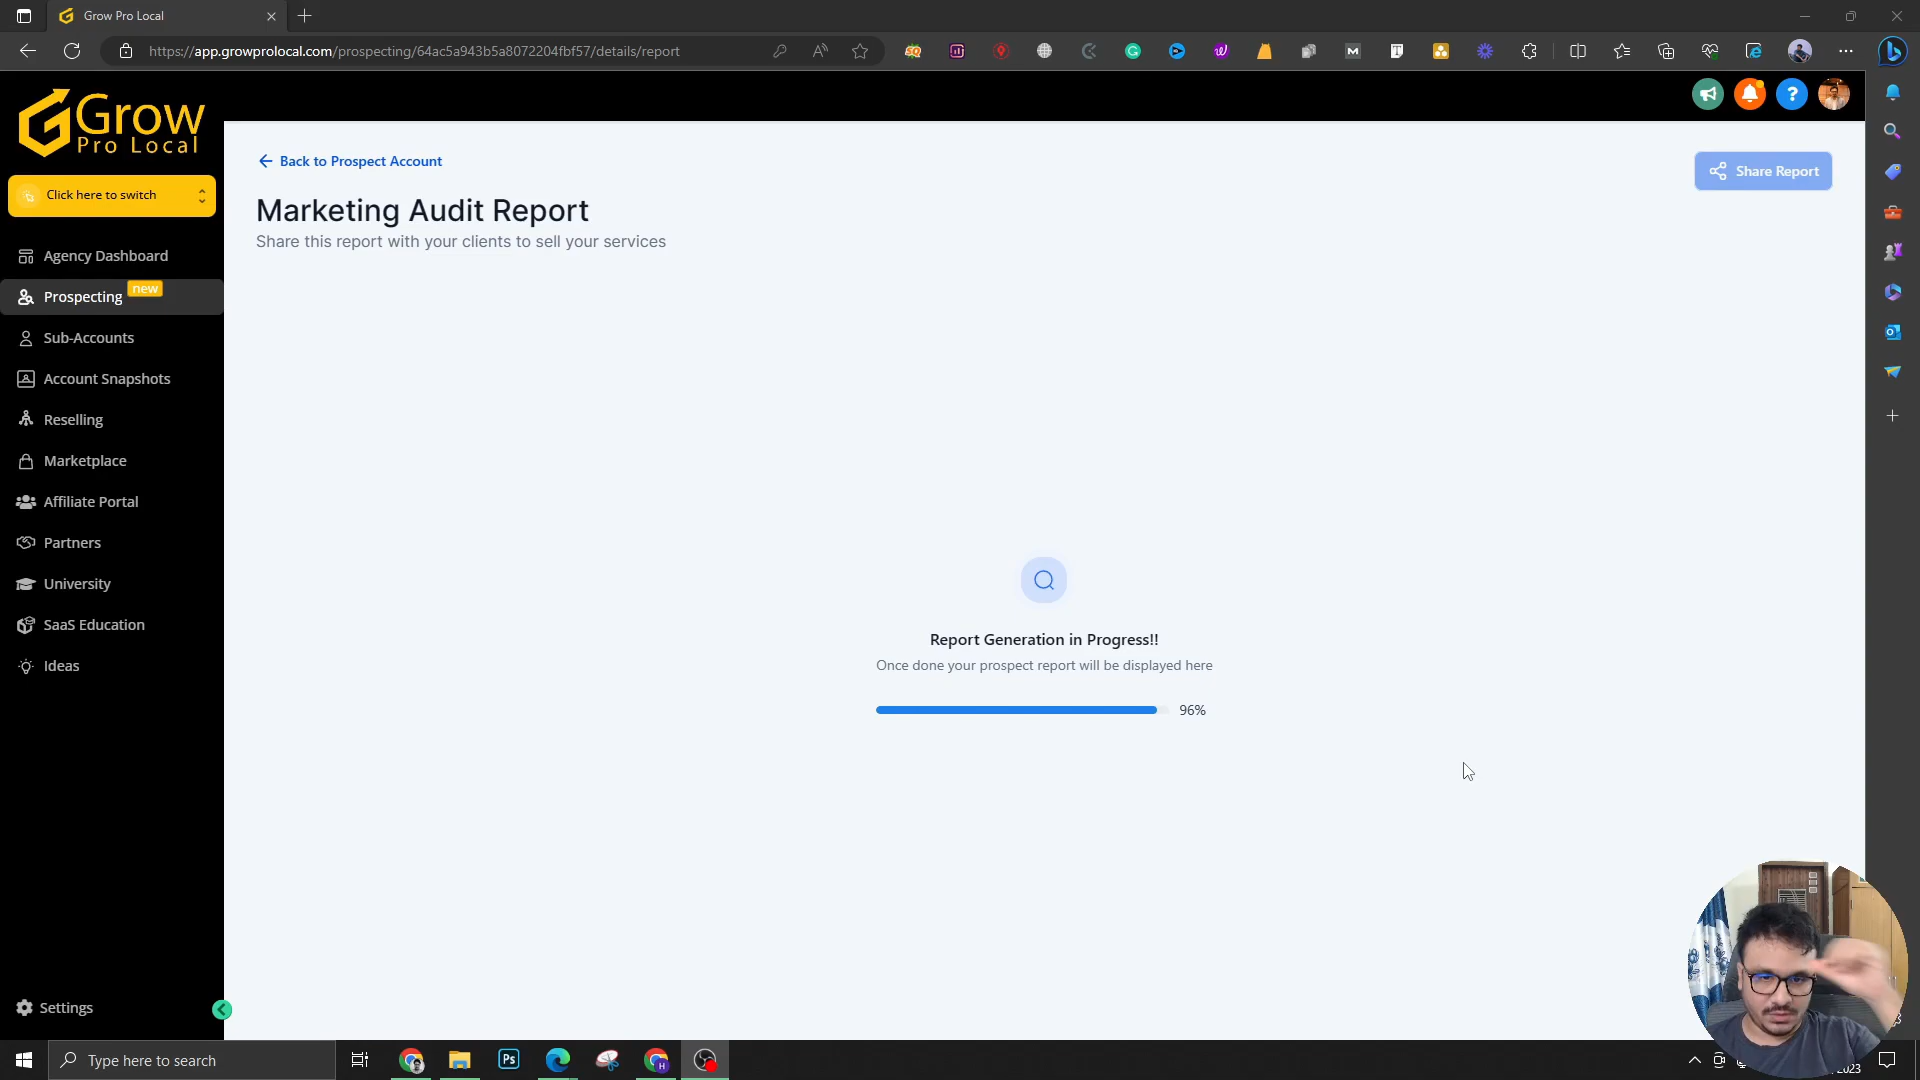 Grow Pro Local
https://app.growprolocal.com/prospecting/64ac5a943b5a8072204fbf57/details/report
Grow
Pro Local
Click here to switch
Agency Dashboard
Prospecting
new
Sub-Accounts
Account Snapshots
Reselling
Marketplace
Affiliate Portal
Partners
University
SaaS Education
Ideas
Settings
Back to Prospect Account
Share Report
Marketing Audit Report
Share this report with your clients to sell your services
Report Generation in Progress!!
Once done your prospect report will be displayed here
96%
Type here to search
Ps
2023